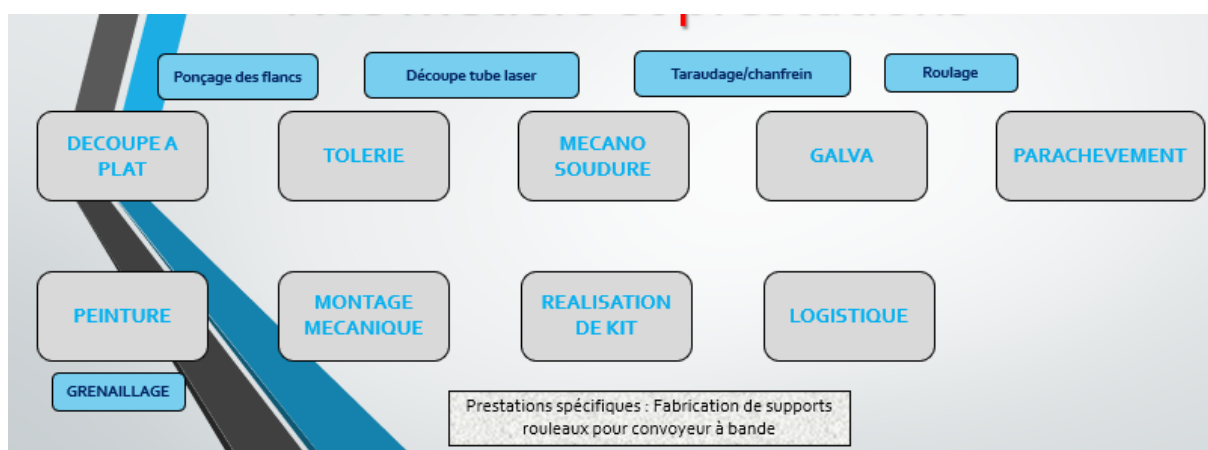 Ponçage des flancs
Découpe tube laser
Taraudage/chanfrein
Roulage
DECOUPE A
PLAT
TOLERIE
MECANO
SOUDURE
GALVA
PARACHEVEMENT
PEINTURE
MONTAGE
MECANIQUE
REALISATION
DE KIT
LOGISTIQUE
GRENAILLAGE
Prestations spécifiques : Fabrication de supports
rouleaux pour convoyeur à bande